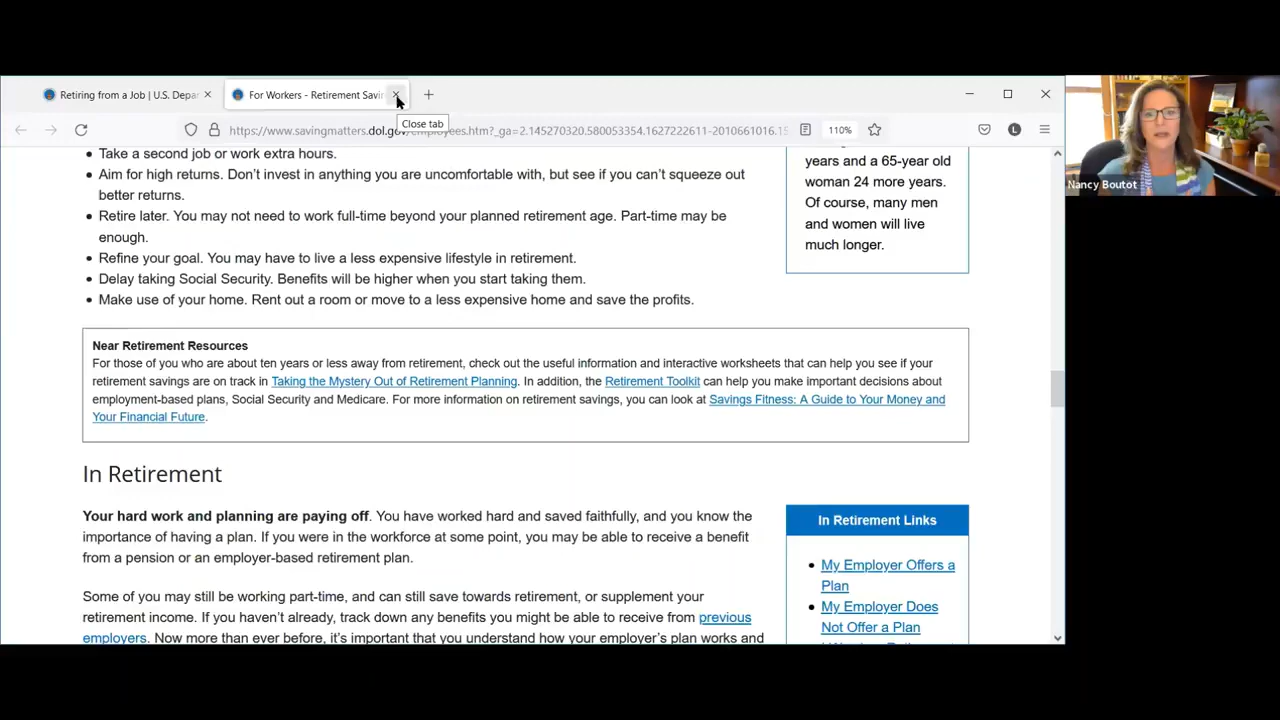 Retiring from a Job | U.S. Depar
For Workers - Retirement Savin
Close tab
https://www.savingmatters.dol.gov/employees.htm?_ga=2.145270320.580053354.1627222611-2010661016.15
110%
L
Nancy Boutot
Take a second job or work extra hours.
Aim for high returns. Don't invest in anything you are uncomfortable with, but see if you can't squeeze out
better returns.
Retire later. You may not need to work full-time beyond your planned retirement age. Part-time may be
enough.
Refine your goal. You may have to live a less expensive lifestyle in retirement.
Delay taking Social Security. Benefits will be higher when you start taking them.
Make use of your home. Rent out a room or move to a less expensive home and save the profits.
years and a 65-year old
woman 24 more years.
Of course, many men
and women will live
much longer.
Near Retirement Resources
For those of you who are about ten years or less away from retirement, check out the useful information and interactive worksheets that can help you see if your
retirement savings are on track in Taking the Mystery Out of Retirement Planning. In addition, the Retirement Toolkit can help you make important decisions about
employment-based plans, Social Security and Medicare. For more information on retirement savings, you can look at Savings Fitness: A Guide to Your Money and
Your Financial Future.
In Retirement
Your hard work and planning are paying off. You have worked hard and saved faithfully, and you know the
importance of having a plan. If you were in the workforce at some point, you may be able to receive a benefit
from a pension or an employer-based retirement plan.
Some of you may still be working part-time, and can still save towards retirement, or supplement your
retirement income. If you haven't already, track down any benefits you might be able to receive from previous
employers. Now more than ever before, it's important that you understand how your employer's plan works and
In Retirement Links
My Employer Offers a
Plan
My Employer Does
Not Offer a Plan